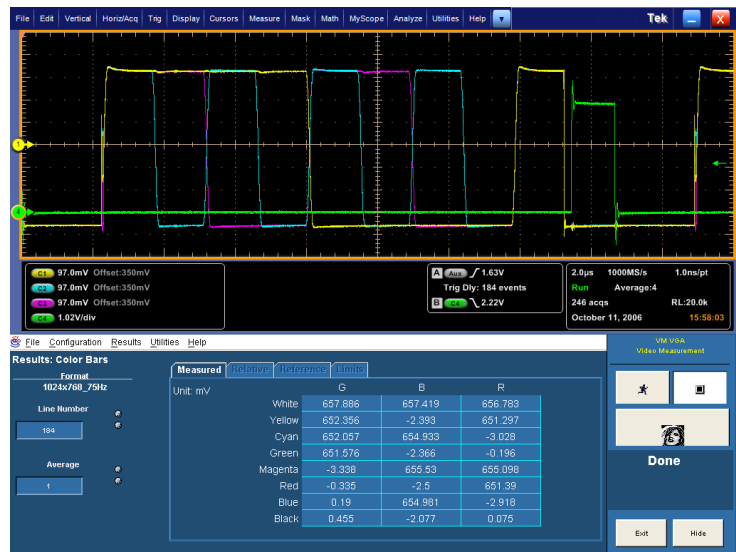 File Edit Vertical Horiz/Acq Trig Display Cursors Measure Mask Math MyScope Analyze Utilities Help Tek X
1
4
C1 97.0mV Offset:350mV
C2 97.0mV Offset:350mV
C3 97.0mV Offset:350mV
C4 1.02V/div
A Aux 1.63V
Trig Dly: 184 events
B C4 2.22V
2.0µs 1000MS/s 1.0ns/pt
Run Average:4
246 acqs RL:20.0k
October 11, 2006 15:58:03
File Configuration Results Utilities Help
VM VGA
Video Measurement
Results: Color Bars
Format
1024x768_75Hz
Line Number
184
Average
1
Measured Relative Reference Limits
Unit: mV
G B R
White 657.886 657.419 656.783
Yellow 652.356 -2.393 651.297
Cyan 652.057 654.933 -3.028
Green 651.576 -2.366 -0.196
Magenta -3.338 655.53 655.098
Red -0.335 -2.5 651.39
Blue 0.19 654.981 -2.918
Black 0.455 -2.077 0.075
Done
Exit Hide